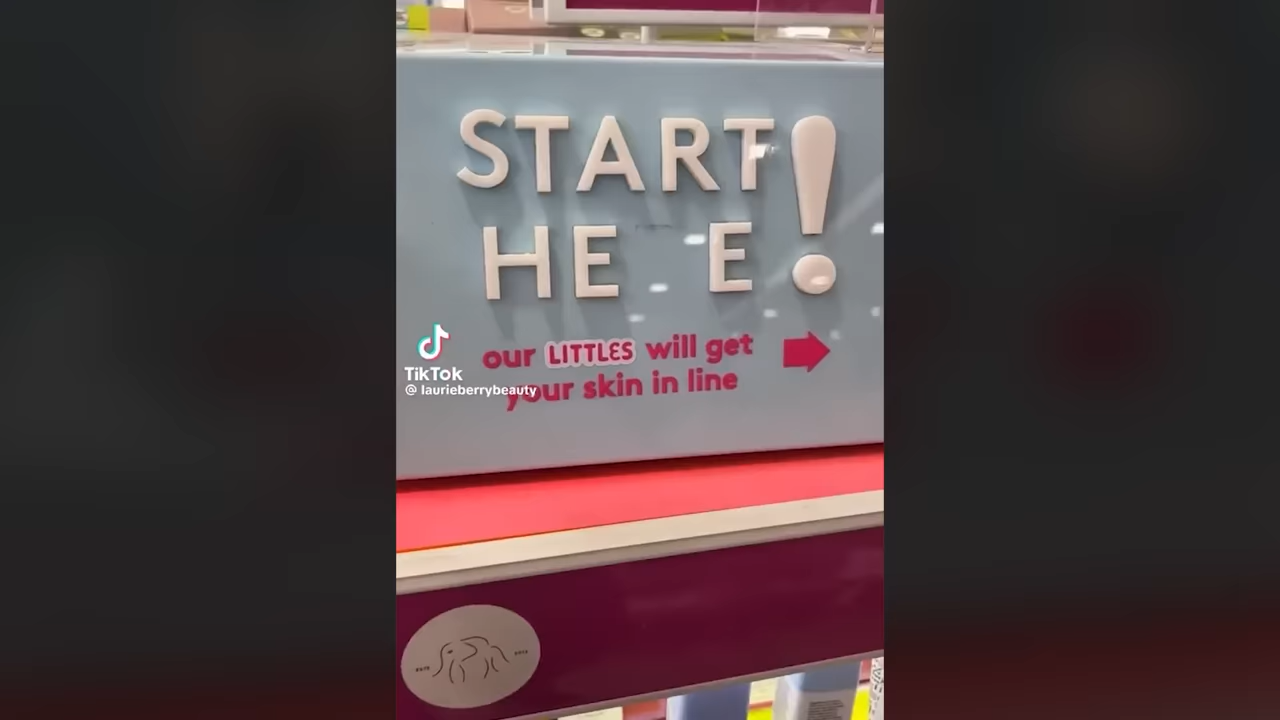 START
HE E!
our LITTLES will get
your skin in line
TikTok
@ laurieberrybeauty